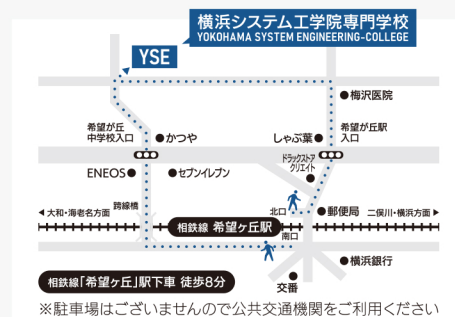 横浜システム工学院専門学校
YOKOHAMA SYSTEM ENGINEERING-COLLEGE
YSE
梅沢医院
希望が丘
中学校入口
かつや
しゃぶ葉
希望が丘駅
入口
ドラックストア
クリエイト
ENEOS
セブンイレブン
跨線橋
北口
郵便局
大和・海老名方面
二俣川・横浜方面
相鉄線 希望ヶ丘駅
南口
横浜銀行
相鉄線「希望ヶ丘」駅下車 徒歩8分
交番
※駐車場はございませんので公共交通機関をご利用ください